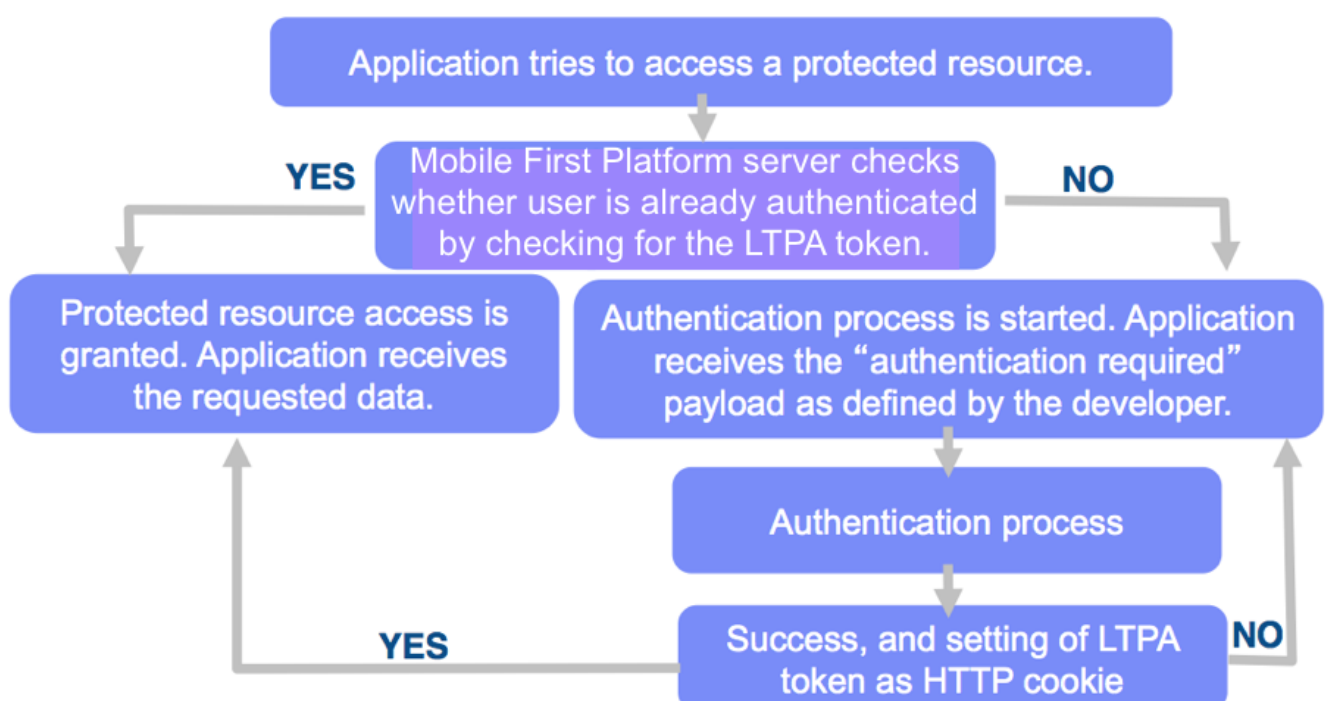 Application tries to access a protected resource.
YES
Mobile First Platform server checks
whether user is already authenticated
by checking for the LTPA token.
NO
Protected resource access is
granted. Application receives
the requested data.
Authentication process is started. Application
receives the “authentication required”
payload as defined by the developer.
Authentication process
YES
Success, and setting of LTPA
token as HTTP cookie
NO